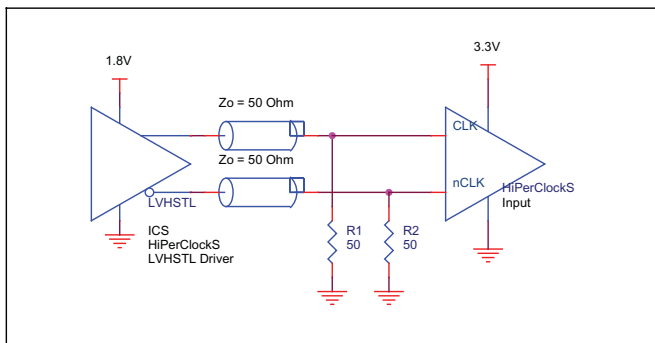 1.8V
3.3V
Zo = 50 Ohm
CLK
Zo = 50 Ohm
nCLK
HiPerClockS
Input
LVHSTL
ICS
HiPerClockS
LVHSTL Driver
R1
50
R2
50